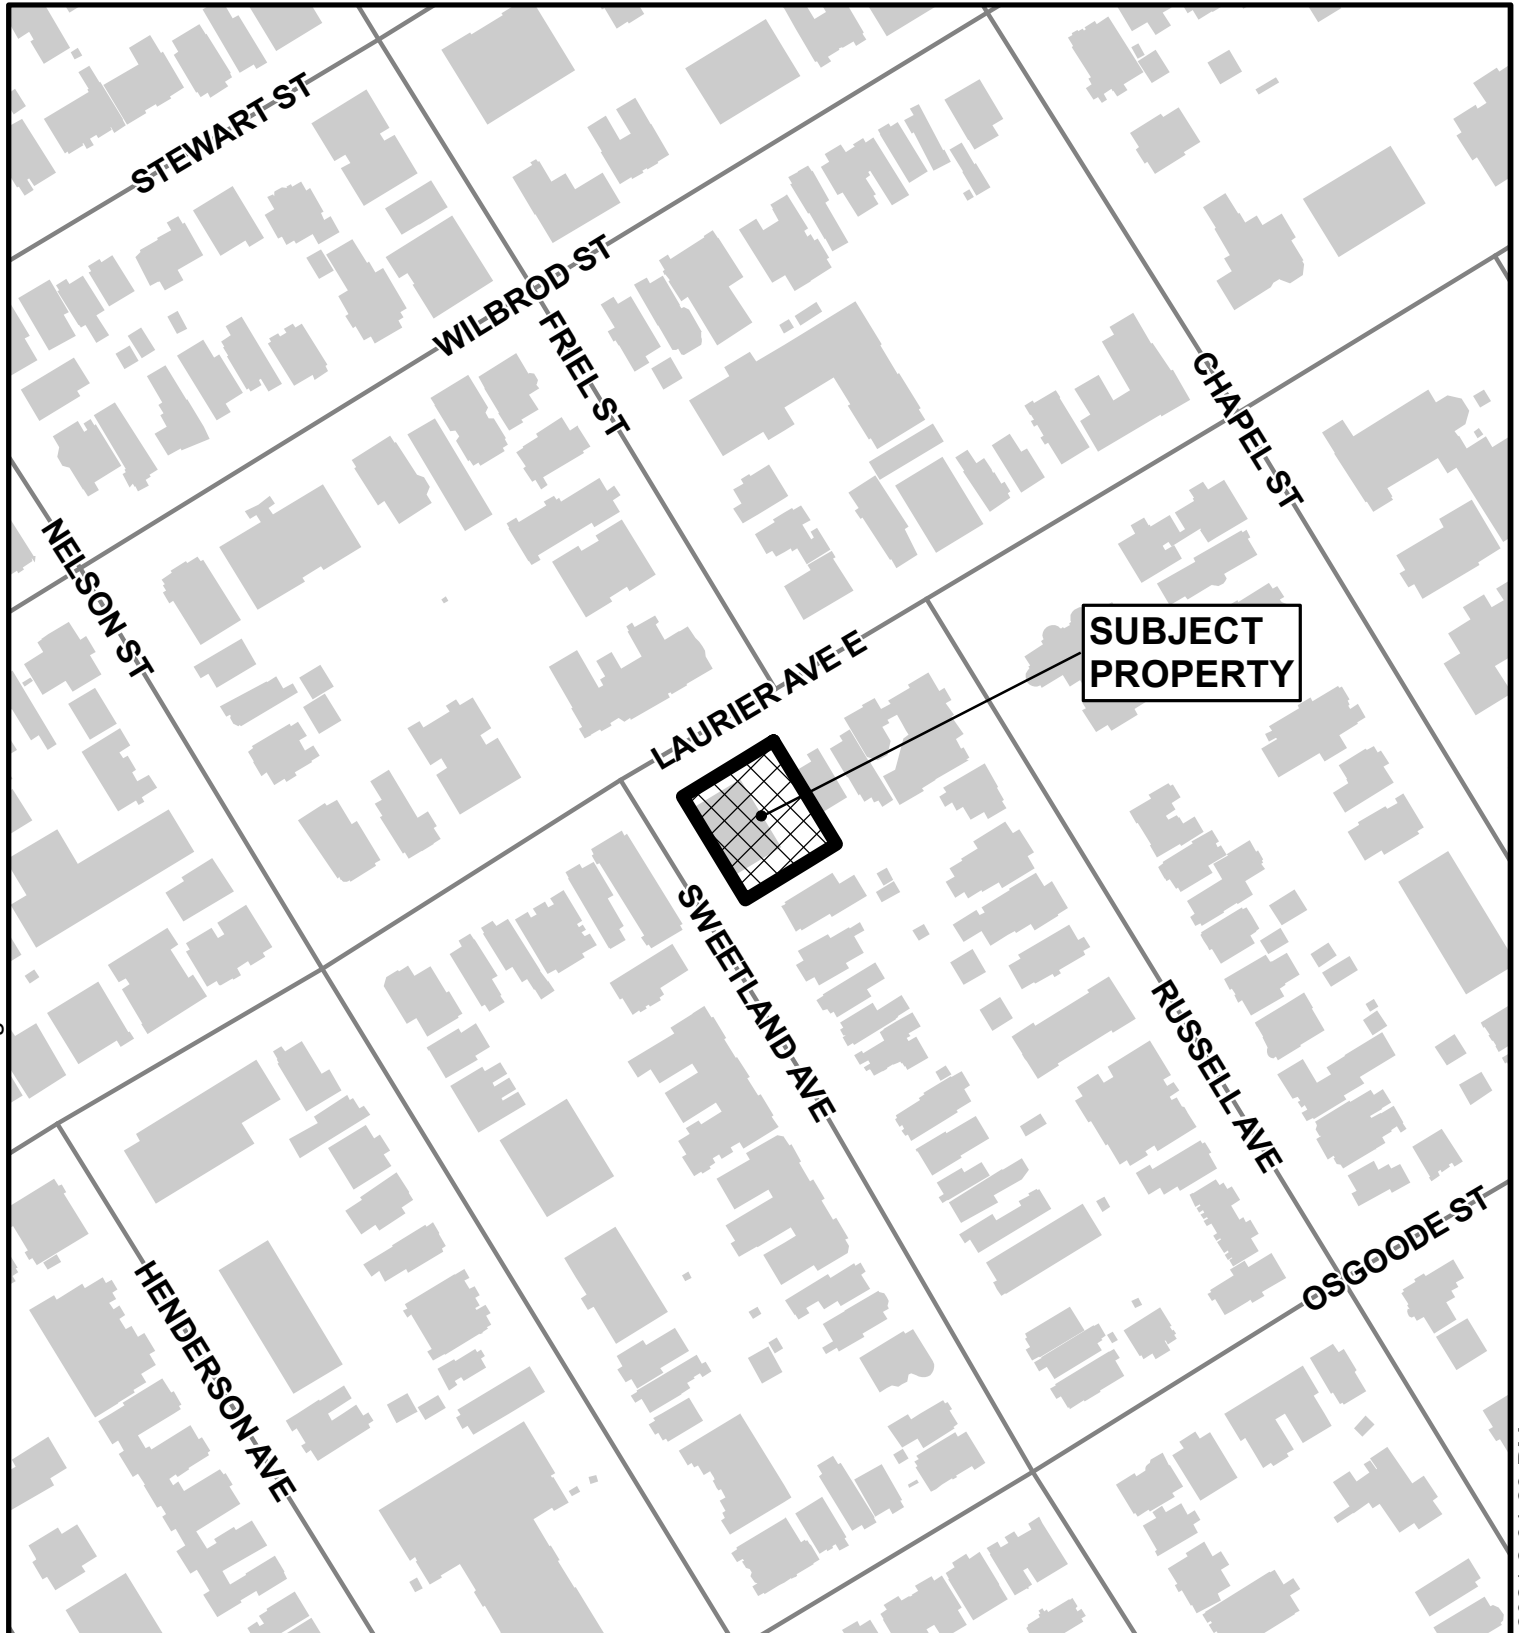 STEWART ST
WILBROD ST
FRIEL ST
CHAPEL ST
NELSON ST
LAURIER AVE E
SUBJECT
PROPERTY
SWEETLAND AVE
RUSSELL AVE
HENDERSON AVE
OSGOODE ST